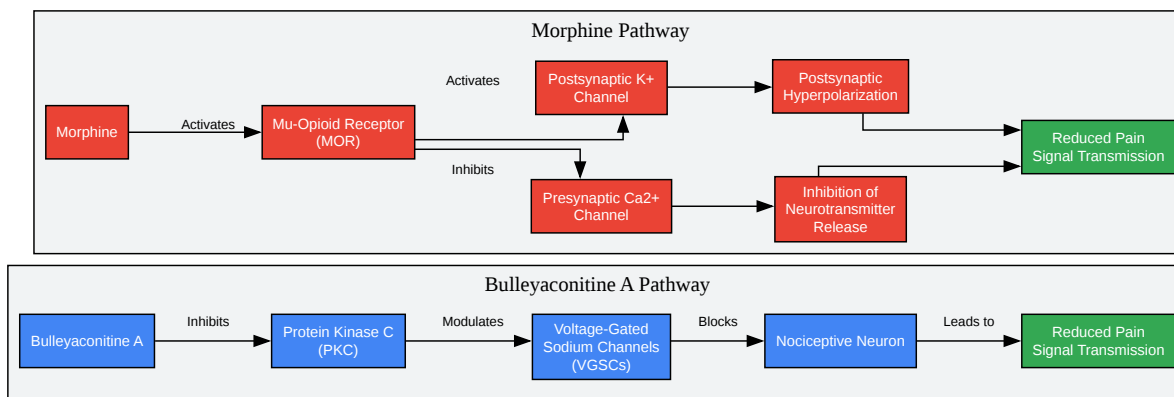 Morphine Pathway
Activates
Postsynaptic K+
Channel
Postsynaptic
Hyperpolarization
Morphine
Activates
Mu-Opioid Receptor
(MOR)
Reduced Pain
Signal Transmission
Inhibits
Presynaptic Ca2+
Channel
Inhibition of
Neurotransmitter
Release
Bulleyaconitine A Pathway
Bulleyaconitine A
Inhibits
Protein Kinase C
(PKC)
Modulates
Voltage-Gated
Sodium Channels
(VGSCs)
Blocks
Nociceptive Neuron
Leads to
Reduced Pain
Signal Transmission